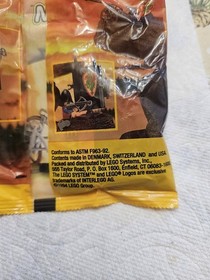 Conforms to ASTM F963-92.
Contents made in DENMARK, SWITZERLAND and USA
Packed and distributed by LEGO Systems, Inc.,
555 Taylor Road, P. O. Box 1600, Enfield, CT 06083-1600
The LEGO SYSTEM™ and LEGO® Logos are exclusive
trademarks of INTERLEGO AG.
©1994 LEGO Group.